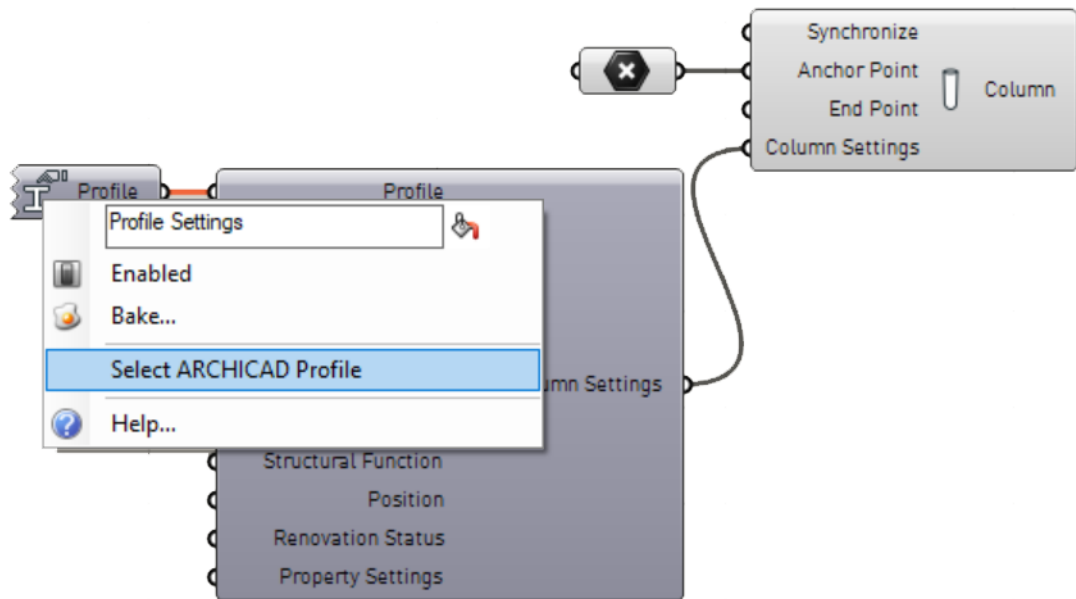 Synchronize
Anchor Point
Column
End Point
Column Settings
Profile
Profile
Profile Settings
Enabled
Bake...
Select ARCHICAD Profile
Settings
Help...
Structural Function
Position
Renovation Status
Property Settings